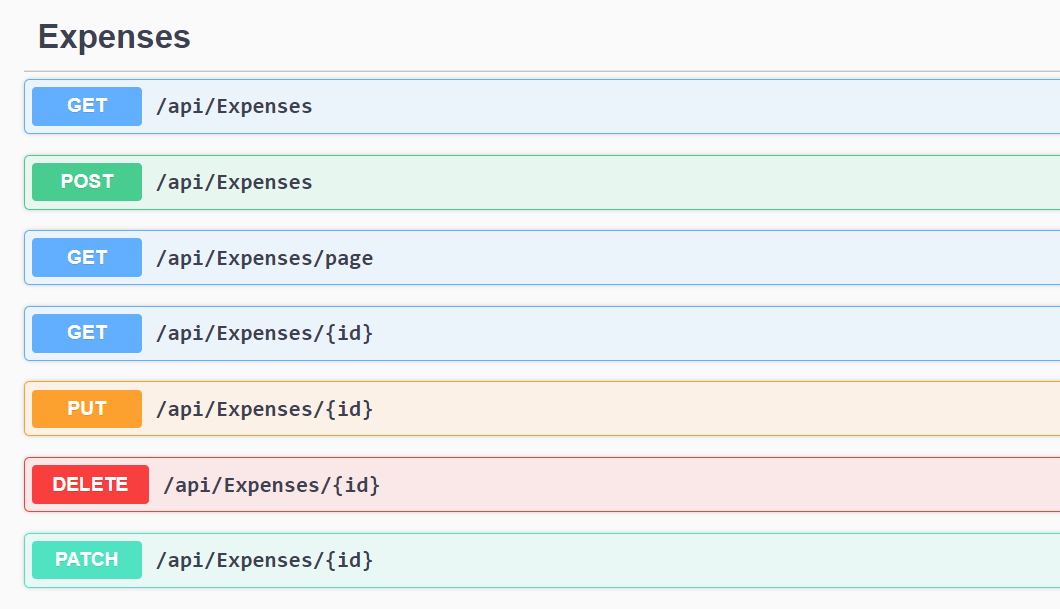 Expenses
GET /api/Expenses
POST /api/Expenses
GET /api/Expenses/page
GET /api/Expenses/{id}
PUT /api/Expenses/{id}
DELETE /api/Expenses/{id}
PATCH /api/Expenses/{id}